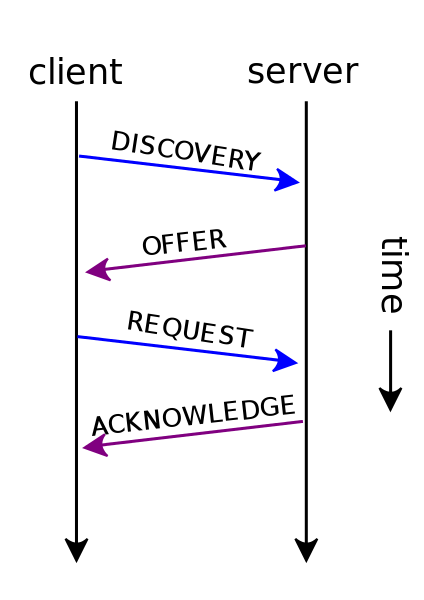 client
server
DISCOVERY
OFFER
time
REQUEST
ACKNOWLEDGE